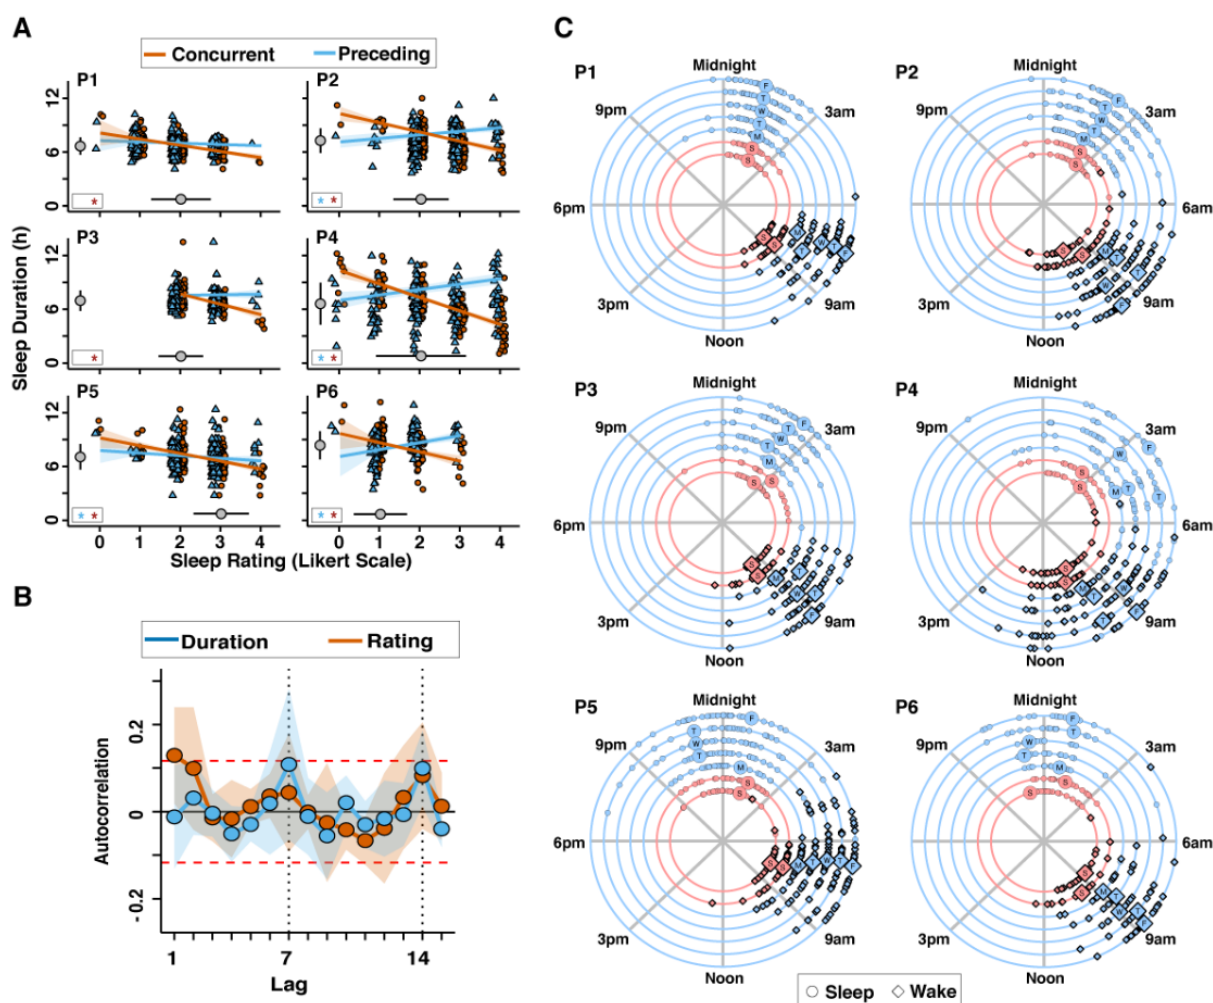 A
Concurrent Preceding
P1 P2
12
6
0
* * *
P3 P4
12
6
0
* * *
P5 P6
12
6
0
* * * *
0 1 2 3 4 0 1 2 3 4
Sleep Duration (h)
Sleep Rating (Likert Scale)
B
Duration Rating
0.2
0
- 0.2
Autocorrelation
1 7 14
Lag
C
P1
Midnight
3am
9pm
6pm
3pm
Noon
9am
F
T
W
T
M
S
S
S
S
M
T
W
T
F
P2
Midnight
3am
6am
9am
Noon
F
T
W
T
M
S
S
S
S
M
T
T
W
F
P3
Midnight
9pm
6pm
3pm
Noon
F
T
W
T
M
S
S
S
S
M
T
W
T
F
P4
Midnight
9pm
3am
6am
9am
3pm
Noon
F
W
T
T
M
S
S
S
S
M
T
W
T
F
P5
Midnight
9pm
3am
6pm
9am
3pm
Noon
F
T
W
T
M
S
S
S
S
M
T
W
T
F
P6
Midnight
9pm
3am
6am
9am
3pm
Noon
F
T
W
T
M
S
S
S
S
M
T
W
T
F
Sleep Wake